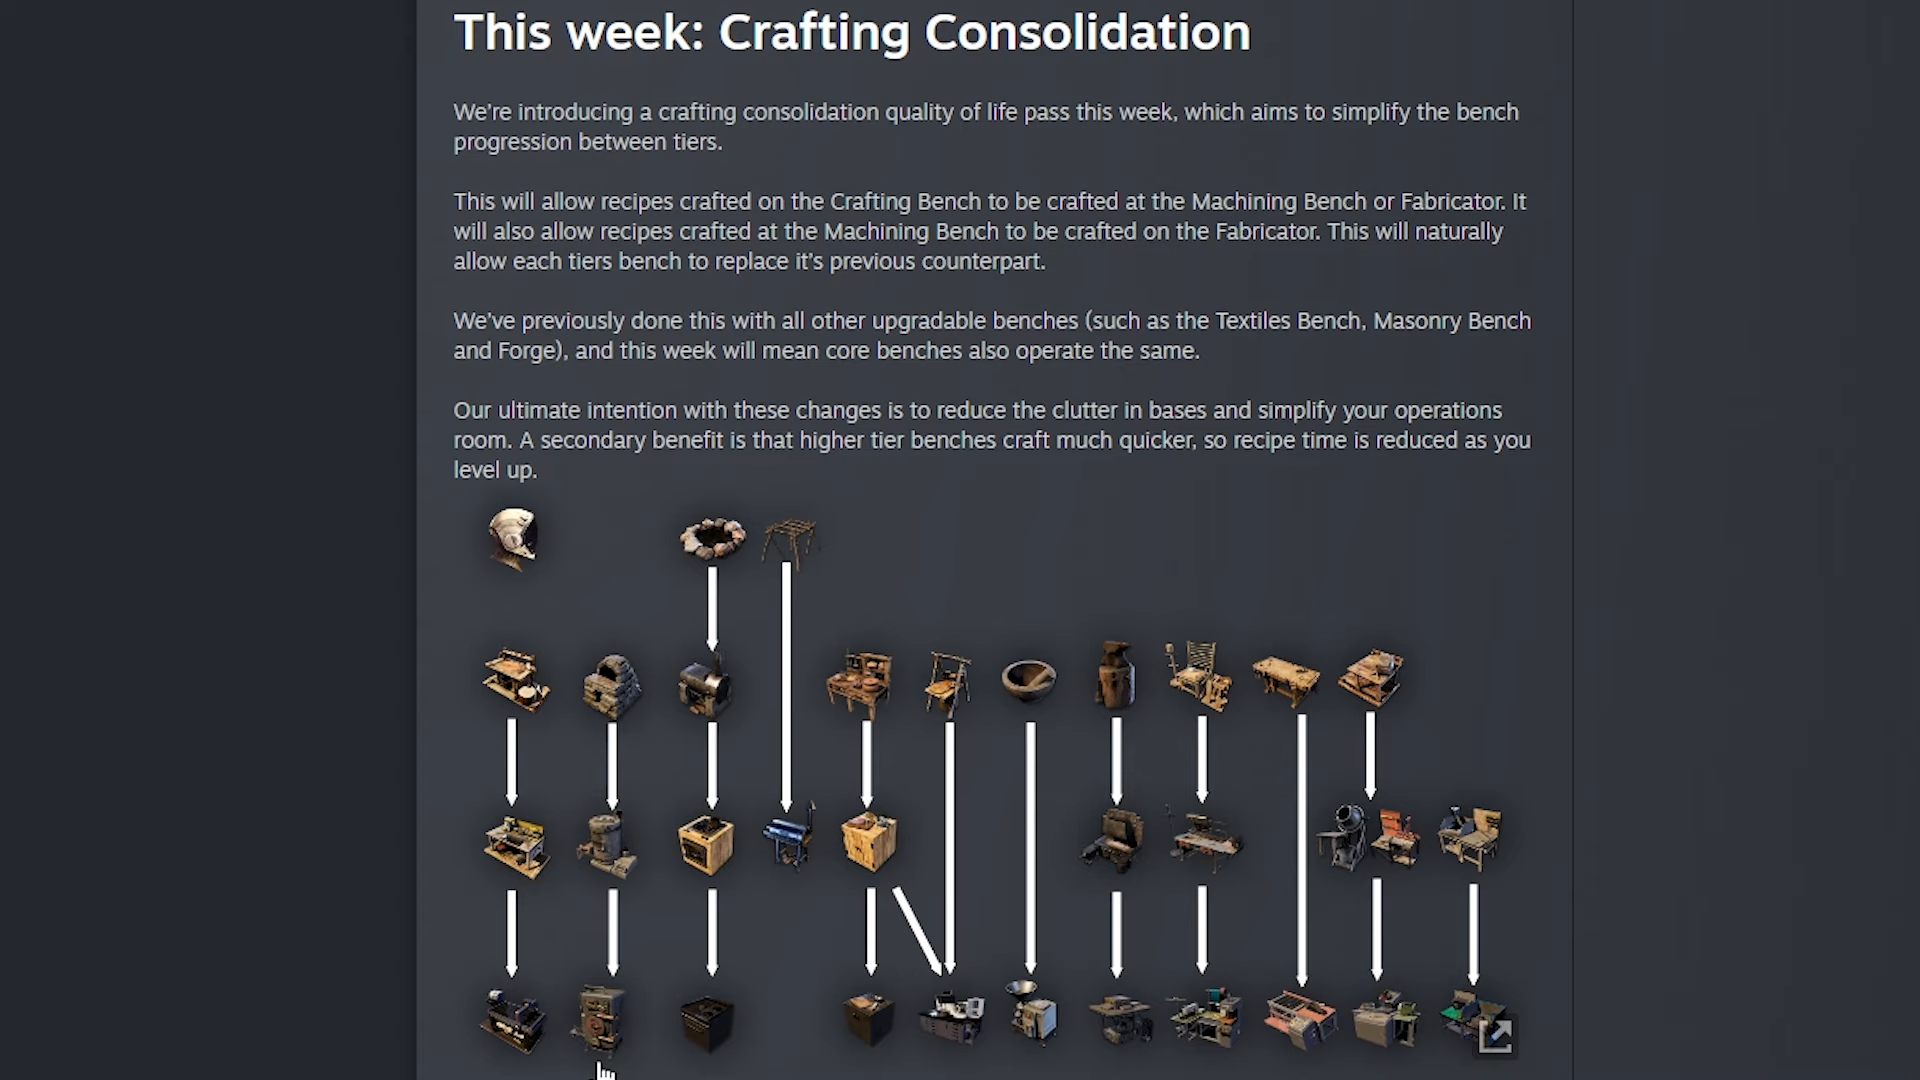 This week: Crafting Consolidation
We're introducing a crafting consolidation quality of life pass this week, which aims to simplify the bench
progression between tiers.
This will allow recipes crafted on the Crafting Bench to be crafted at the Machining Bench or Fabricator. It
will also allow recipes crafted at the Machining Bench to be crafted on the Fabricator. This will naturally
allow each tiers bench to replace it's previous counterpart.
We've previously done this with all other upgradable benches (such as the Textiles Bench, Masonry Bench
and Forge), and this week will mean core benches also operate the same.
Our ultimate intention with these changes is to reduce the clutter in bases and simplify your operations
room. A secondary benefit is that higher tier benches craft much quicker, so recipe time is reduced as you
level up.